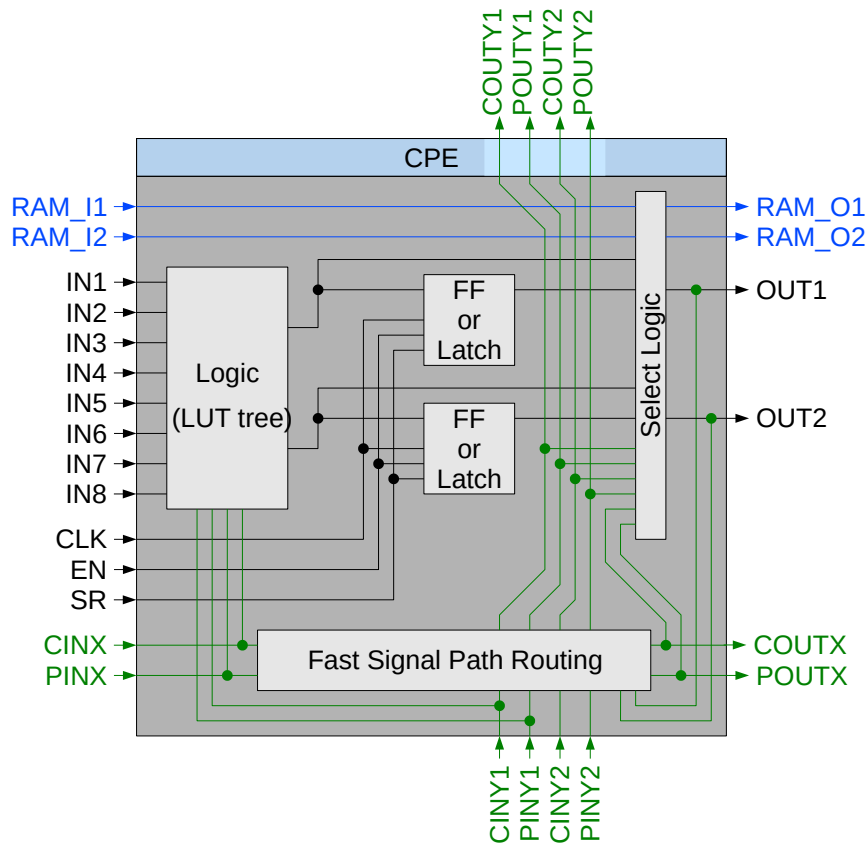 COUTY1
POUTY1
COUTY2
POUTY2
CPE
RAM_I1
RAM_I2
RAM_O1
RAM_O2
IN1
IN2
IN3
IN4
IN5
IN6
IN7
IN8
Logic
(LUT tree)
FF
or
Latch
FF
or
Latch
Select Logic
OUT1
OUT2
CLK
EN
SR
CINX
PINX
Fast Signal Path Routing
COUTX
POUTX
CINY1
PINY1
CINY2
PINY2